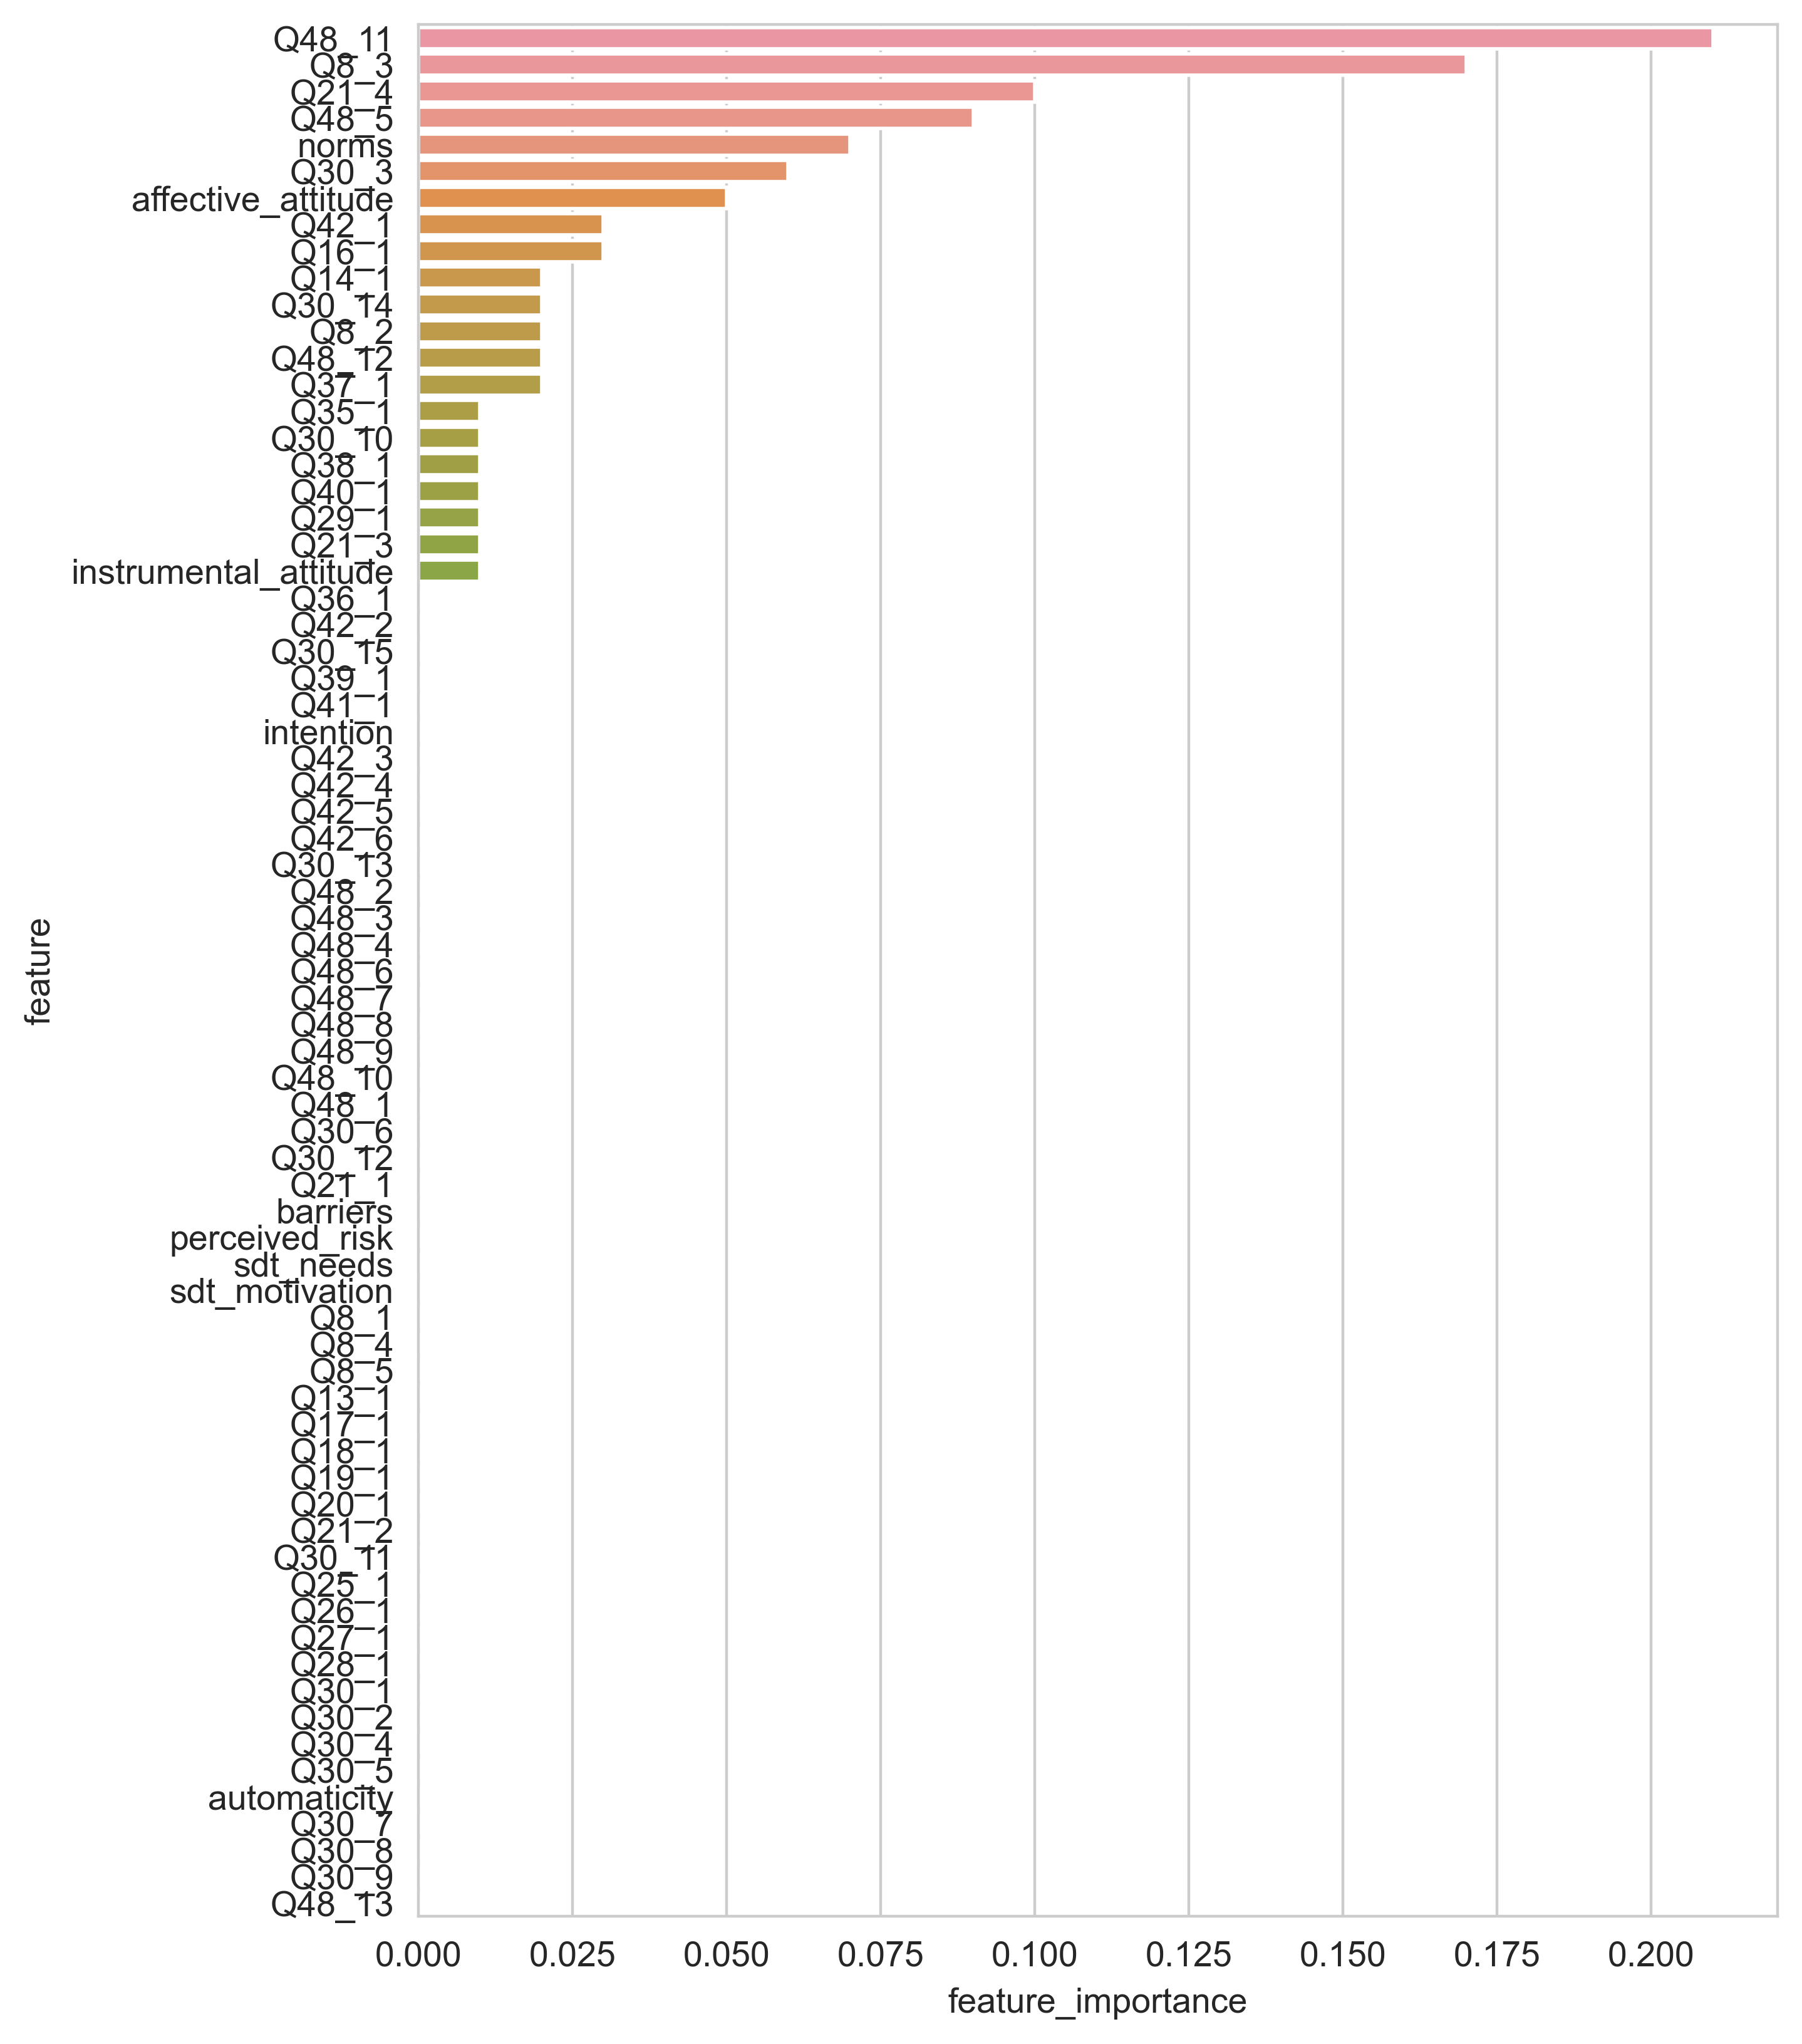 Q48_11
Q8_3
Q21_4
Q48_5
norms
Q30_3
affective_attitude
Q42_1
Q16_1
Q14_1
Q30_14
Q8_2
Q48_12
Q37_1
Q35_1
Q30_10
Q38_1
Q40_1
Q29_1
Q21_3
instrumental_attitude
Q36_1
Q42_2
Q30_15
Q39_1
Q41_1
intention
Q42_3
Q42_4
Q42_5
Q42_6
Q30_13
Q48_2
Q48_3
Q48_4
Q48_6
Q48_7
Q48_8
Q48_9
Q48_10
Q48_1
Q30_6
Q30_12
Q21_1
barriers
perceived_risk
sdt_needs
sdt_motivation
Q8_1
Q8_4
Q8_5
Q13_1
Q17_1
Q18_1
Q19_1
Q20_1
Q21_2
Q30_11
Q25_1
Q26_1
Q27_1
Q28_1
Q30_1
Q30_2
Q30_4
Q30_5
automaticity
Q30_7
Q30_8
Q30_9
Q48_13
feature
0.000 0.025 0.050 0.075 0.100 0.125 0.150 0.175 0.200
feature_importance